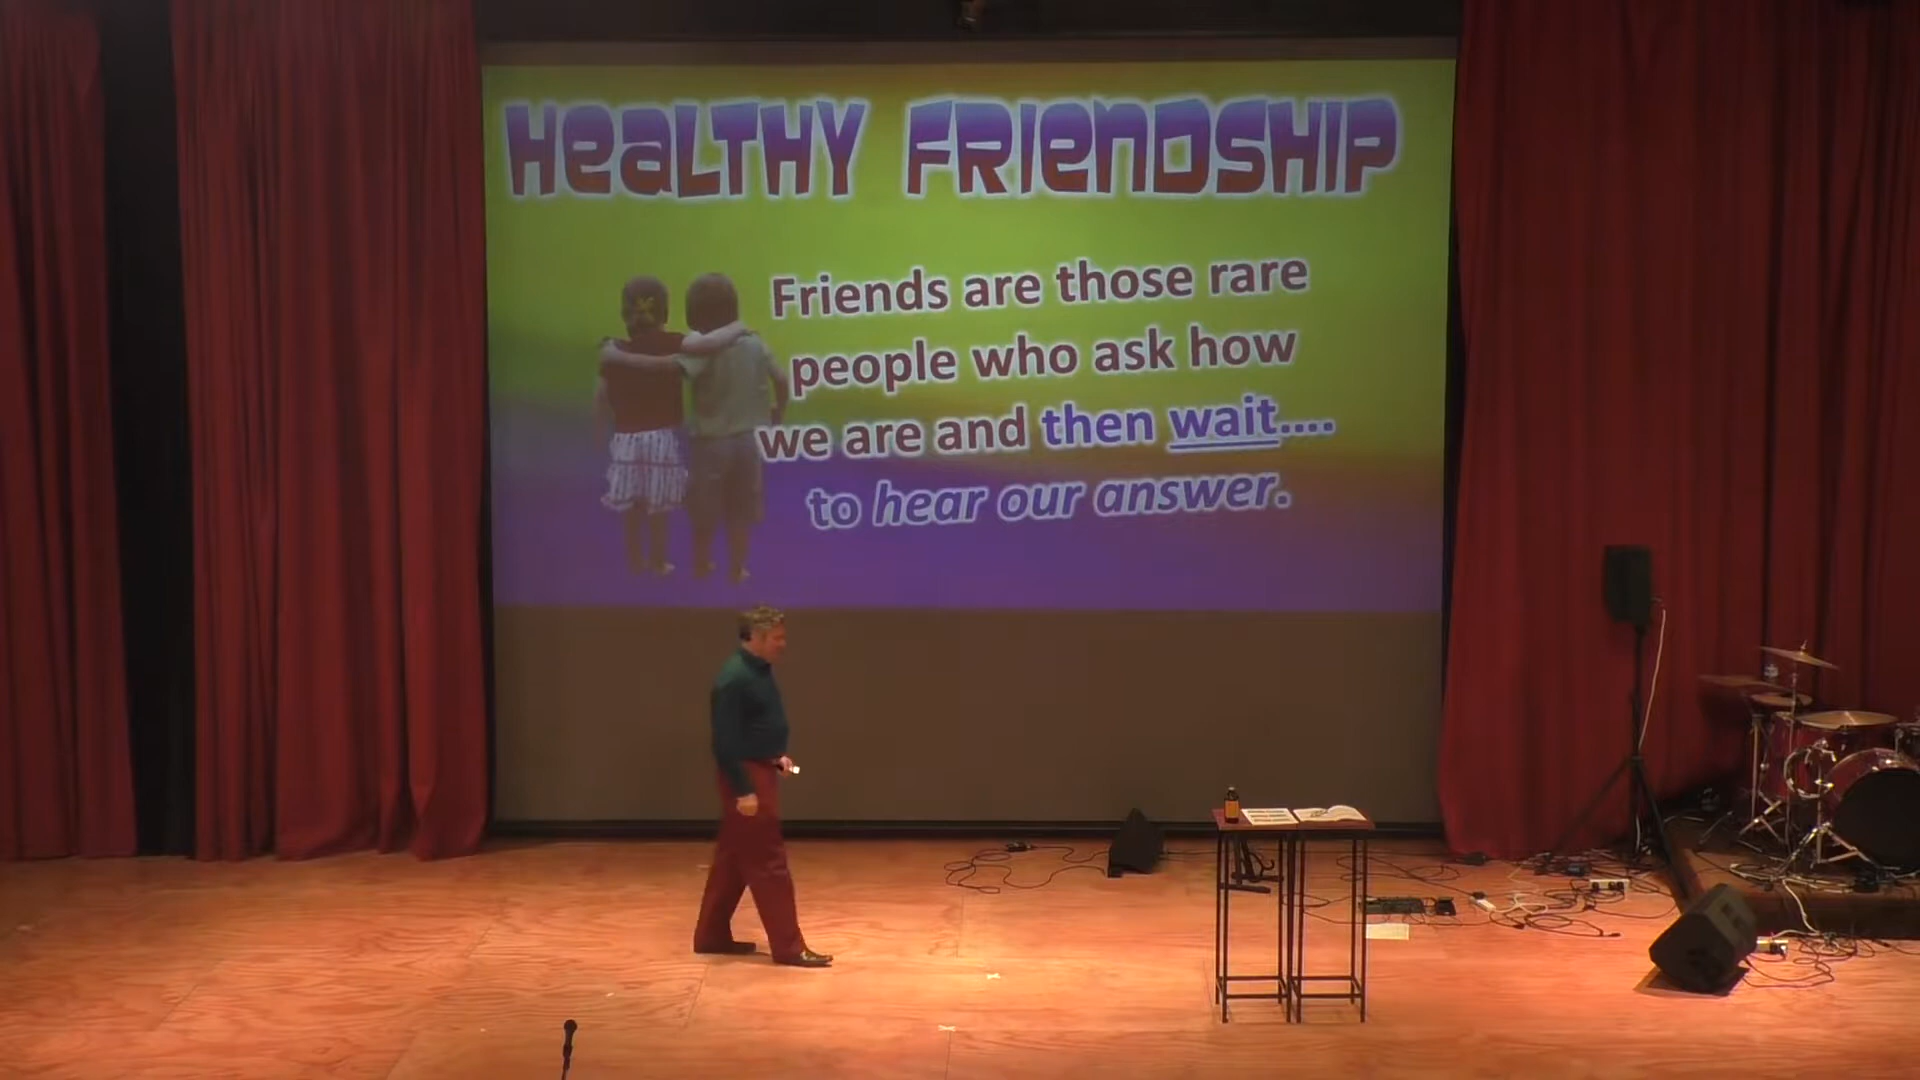 HeaLTHY FRIenDSHIP
Friends are those rare
people who ask how
we are and then wait....
to hear our answer.